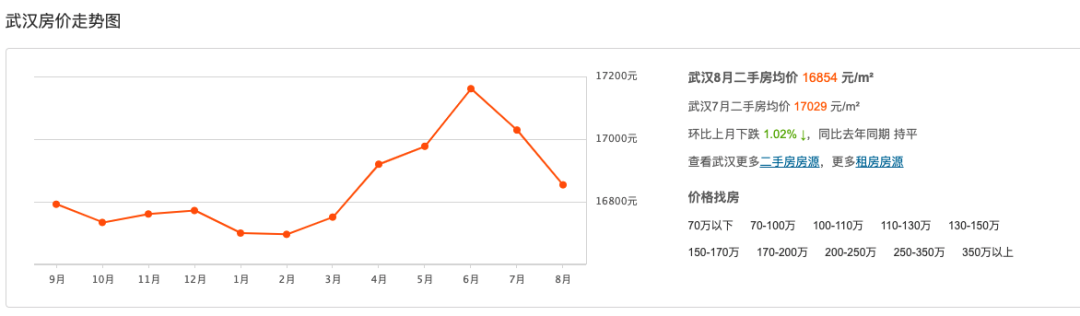 武汉房价走势图
17200元
17000元
16800元
9月 10月 11月 12月 1月 2月 3月 4月 5月 6月 7月 8月
武汉8月二手房均价 16854 元/m²
武汉7月二手房均价 17029 元/m²
环比上月下跌 1.02% ↓，同比去年同期 持平
查看武汉更多二手房房源，更多租房房源
价格找房
70万以下 70-100万 100-110万 110-130万 130-150万
150-170万 170-200万 200-250万 250-350万 350万以上